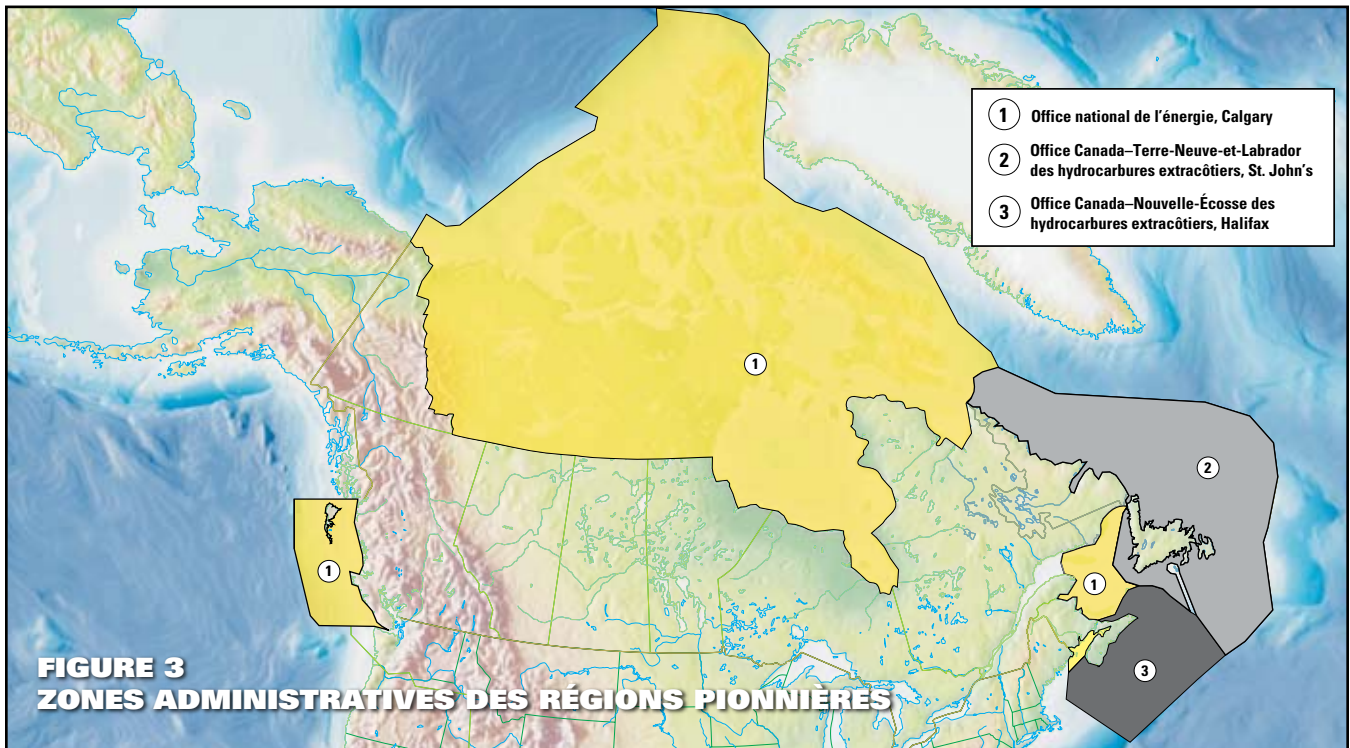 1 Office national de l'énergie, Calgary
2 Office Canada–Terre-Neuve-et-Labrador
des hydrocarbures extracôtiers, St. John's
3 Office Canada–Nouvelle-Écosse des
hydrocarbures extracôtiers, Halifax
1
2
1
1
3
FIGURE 3
ZONES ADMINISTRATIVES DES RÉGIONS PIONNIÈRES